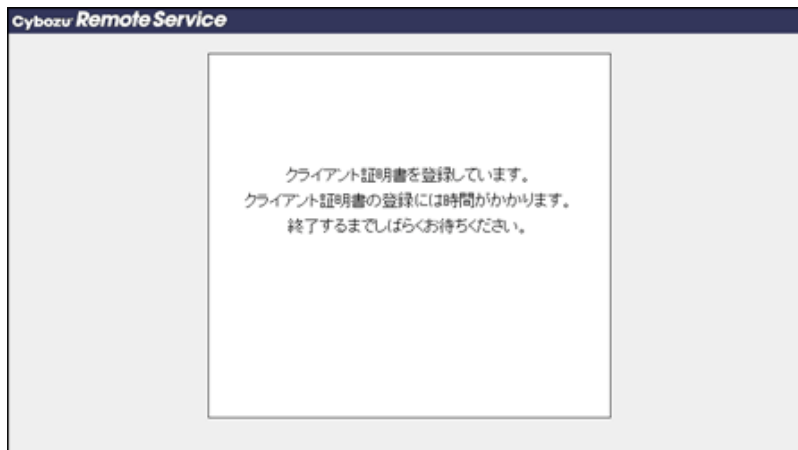 Cybozu Remote Service
クライアント証明書を登録しています。
クライアント証明書の登録には時間がかかります。
終了するまでしばらくお待ちください。